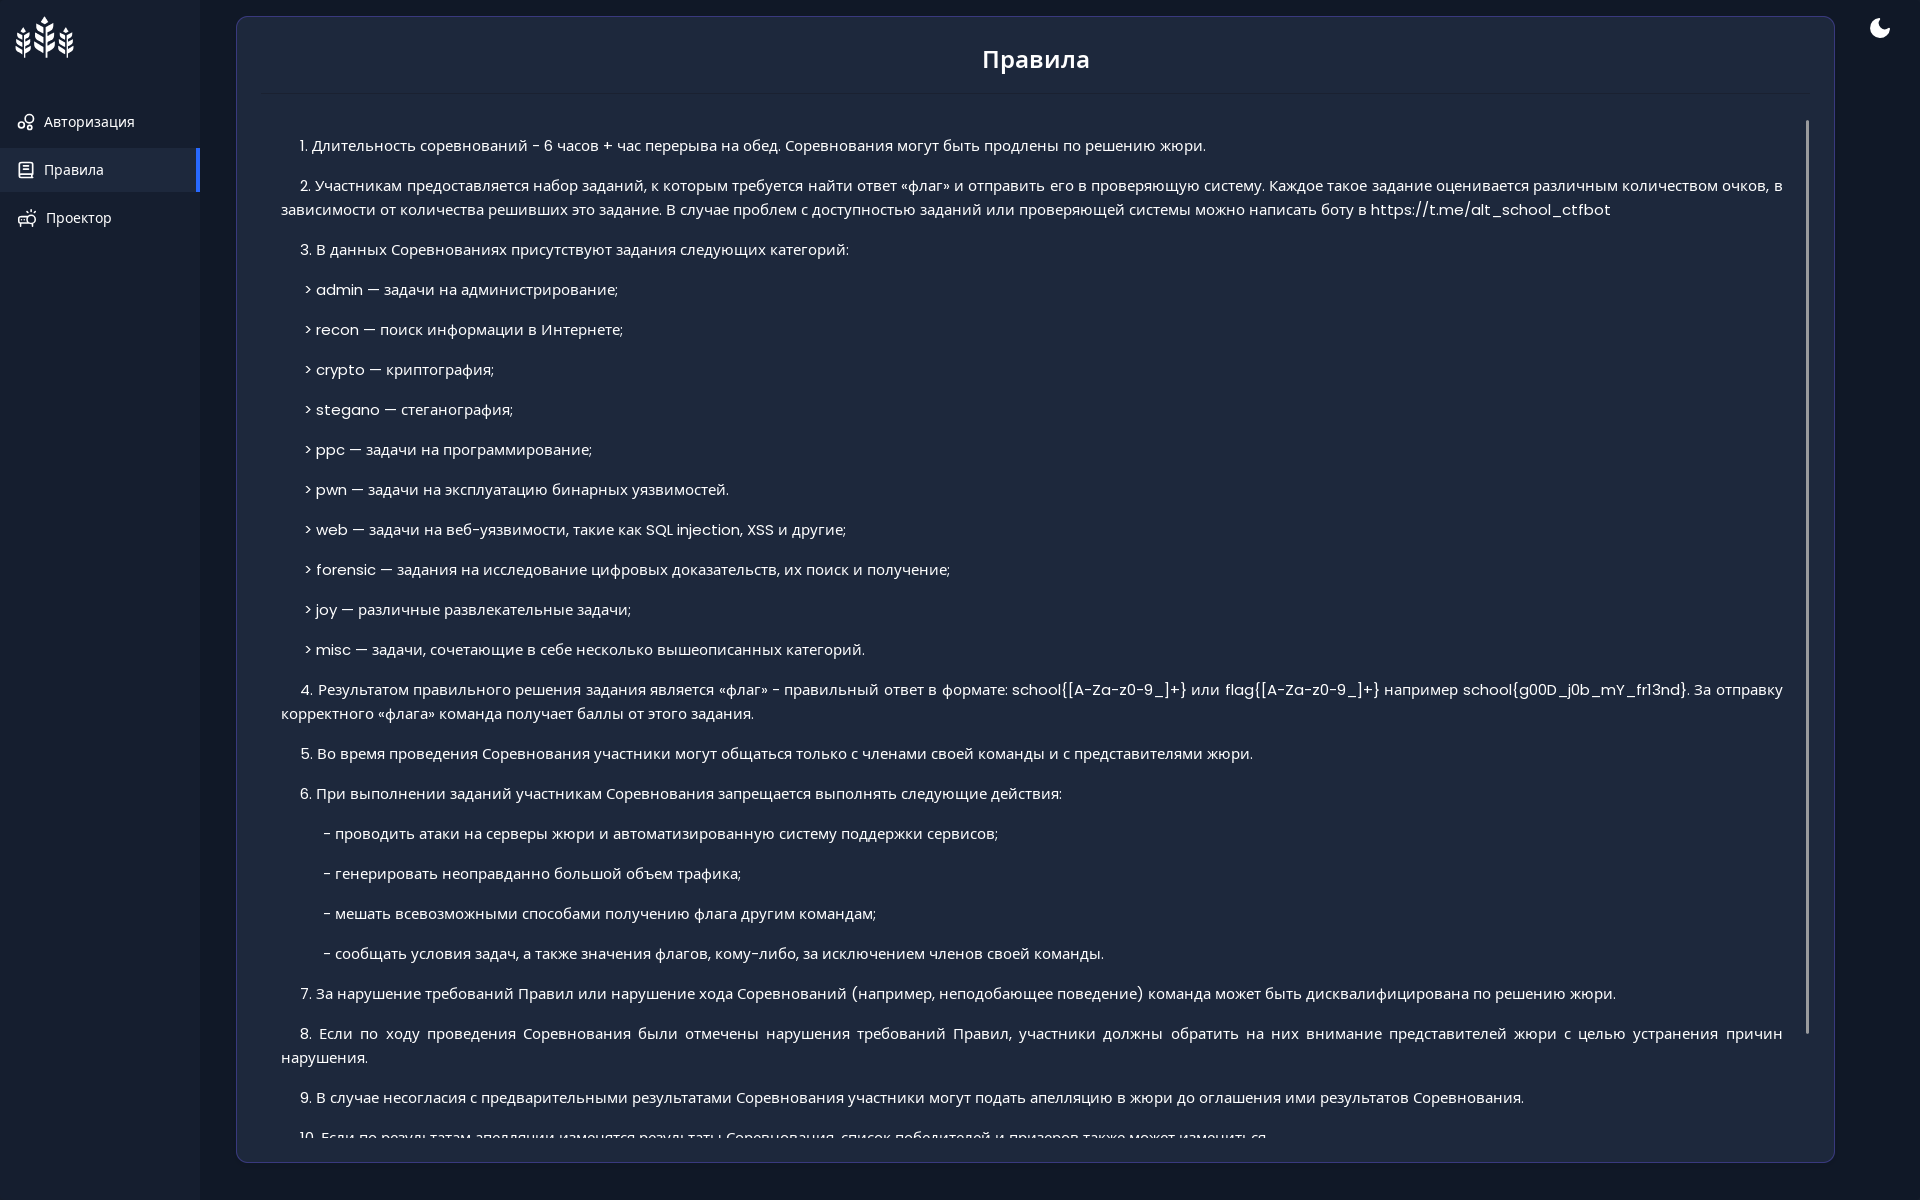 Правила
Авторизация
Правила
Проектор
1. Длительность соревнований - 6 часов + час перерыва на обед. Соревнования могут быть продлены по решению жюри.
2. Участникам предоставляется набор заданий, к которым требуется найти ответ «флаг» и отправить его в проверяющую систему. Каждое такое задание оценивается различным количеством очков, в
зависимости от количества решивших это задание. В случае проблем с доступностью заданий или проверяющей системы можно написать боту в https://t.me/alt_school_ctfbot
3. В данных Соревнованиях присутствуют задания следующих категорий:
> admin — задачи на администрирование;
> recon — поиск информации в Интернете;
> crypto — криптография;
> stegano — стеганография;
> ppc — задачи на программирование;
> pwn — задачи на эксплуатацию бинарных уязвимостей.
> web — задачи на веб-уязвимости, такие как SQL injection, XSS и другие;
> forensic — задания на исследование цифровых доказательств, их поиск и получение;
> joy — различные развлекательные задачи;
> misc — задачи, сочетающие в себе несколько вышеописанных категорий.
4. Результатом правильного решения задания является «флаг» - правильный ответ в формате: school{[A-Za-z0-9_]+} или flag{[A-Za-z0-9_]+} например school{g00D_j0b_mY_fr13nd}. За отправку
корректного «флага» команда получает баллы от этого задания.
5. Во время проведения Соревнования участники могут общаться только с членами своей команды и с представителями жюри.
6. При выполнении заданий участникам Соревнования запрещается выполнять следующие действия:
- проводить атаки на серверы жюри и автоматизированную систему поддержки сервисов;
- генерировать неоправданно большой объем трафика;
- мешать всевозможными способами получению флага другим командам;
- сообщать условия задач, а также значения флагов, кому-либо, за исключением членов своей команды.
7. За нарушение требований Правил или нарушение хода Соревнований (например, неподобающее поведение) команда может быть дисквалифицирована по решению жюри.
8. Если по ходу проведения Соревнования были отмечены нарушения требований Правил, участники должны обратить на них внимание представителей жюри с целью устранения причин
нарушения.
9. В случае несогласия с предварительными результатами Соревнования участники могут подать апелляцию в жюри до оглашения ими результатов Соревнования.
10. Если по результатам апелляции изменятся результаты Соревнования, список победителей и призеров также может измениться.